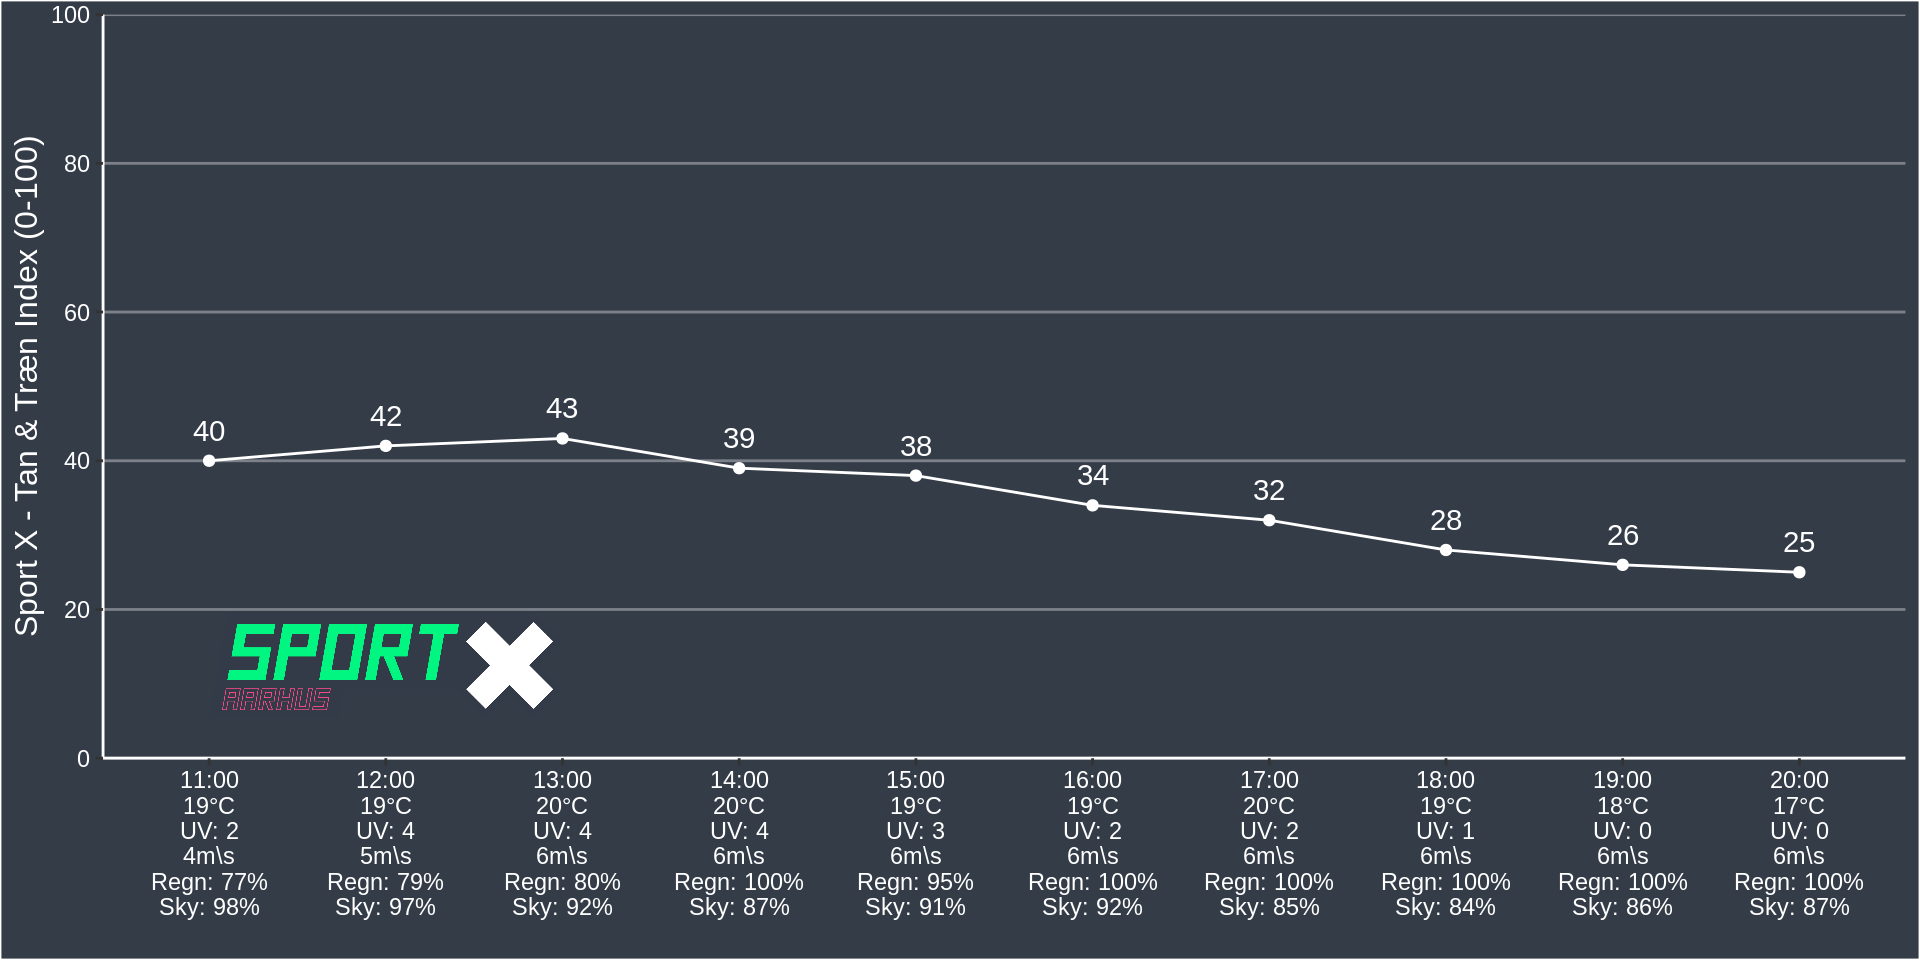 Sport X - Tan & Træn Index (0-100)
100
80
60
40
20
0
40
42
43
39
38
34
32
28
26
25
SPORT X
AARHUS
11:00 12:00 13:00 14:00 15:00 16:00 17:00 18:00 19:00 20:00
19°C 19°C 20°C 20°C 19°C 19°C 20°C 19°C 18°C 17°C
UV: 2 UV: 4 UV: 4 UV: 4 UV: 3 UV: 2 UV: 2 UV: 1 UV: 0 UV: 0
4m\s 5m\s 6m\s 6m\s 6m\s 6m\s 6m\s 6m\s 6m\s 6m\s
Regn: 77% Regn: 79% Regn: 80% Regn: 100% Regn: 95% Regn: 100% Regn: 100% Regn: 100% Regn: 100% Regn: 100%
Sky: 98% Sky: 97% Sky: 92% Sky: 87% Sky: 91% Sky: 92% Sky: 85% Sky: 84% Sky: 86% Sky: 87%